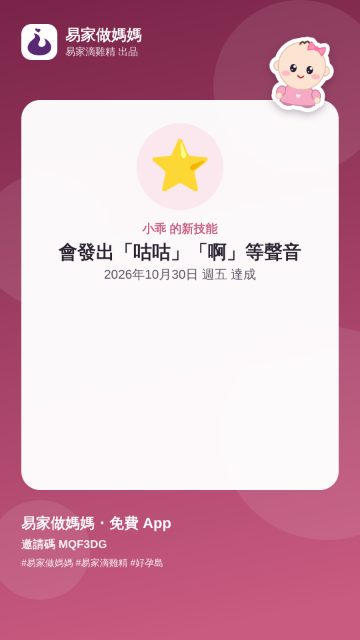 易家做媽媽
易家滴雞精 出品
小乖 的新技能
會發出「咕咕」「啊」等聲音
2026年10月30日 週五 達成
易家做媽媽・免費 App
邀請碼 MQF3DG
#易家做媽媽 #易家滴雞精 #好孕島